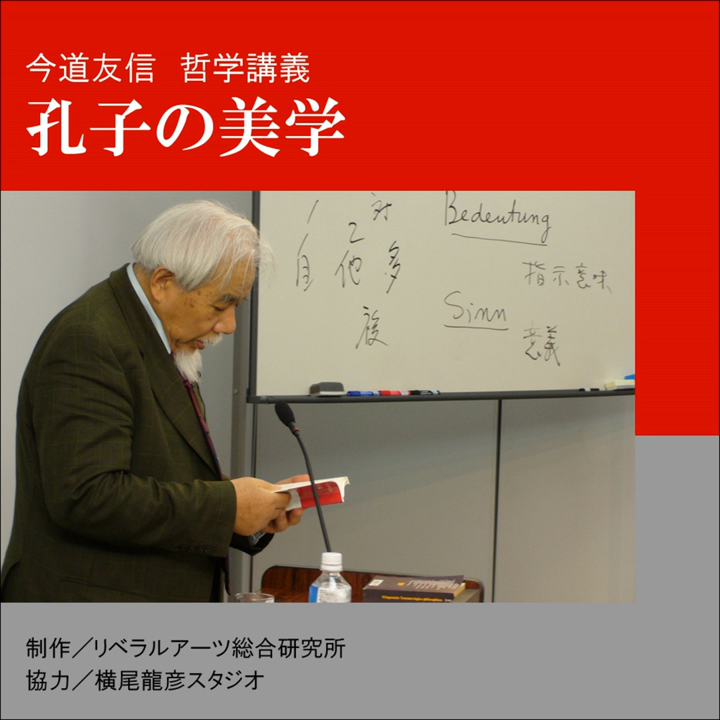 今道友信 哲学講義
孔子の美学
対
自 他 多
後
Bedeutung
指示意味
Sinn
意義
制作／リベラルアーツ総合研究所
協力／横尾龍彦スタジオ